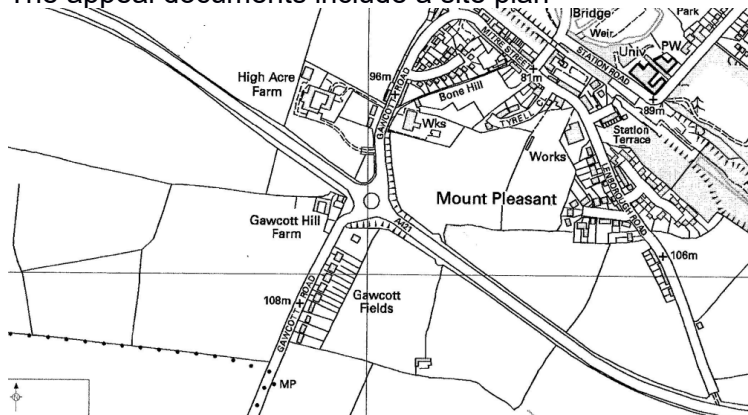 The appeal documents include a site plan
Bridge
Weir
Park
Univ
PW
MITRE STREET
STATION ROAD
High Acre
Farm
96m
GAWCOTT ROAD
Bone Hill
81m
89m
Wks
TYRELL
Station
Terrace
Works
Mount Pleasant
LENBOROUGH ROAD
Gawcott Hill
Farm
A421
106m
108m
GAWCOTT ROAD
Gawcott
Fields
MP